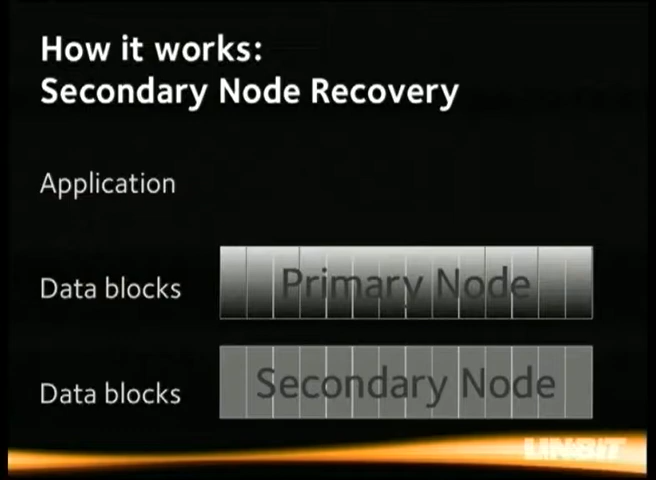 How it works:
Secondary Node Recovery
Application
Data blocks
Primary Node
Data blocks
Secondary Node
LINBIT